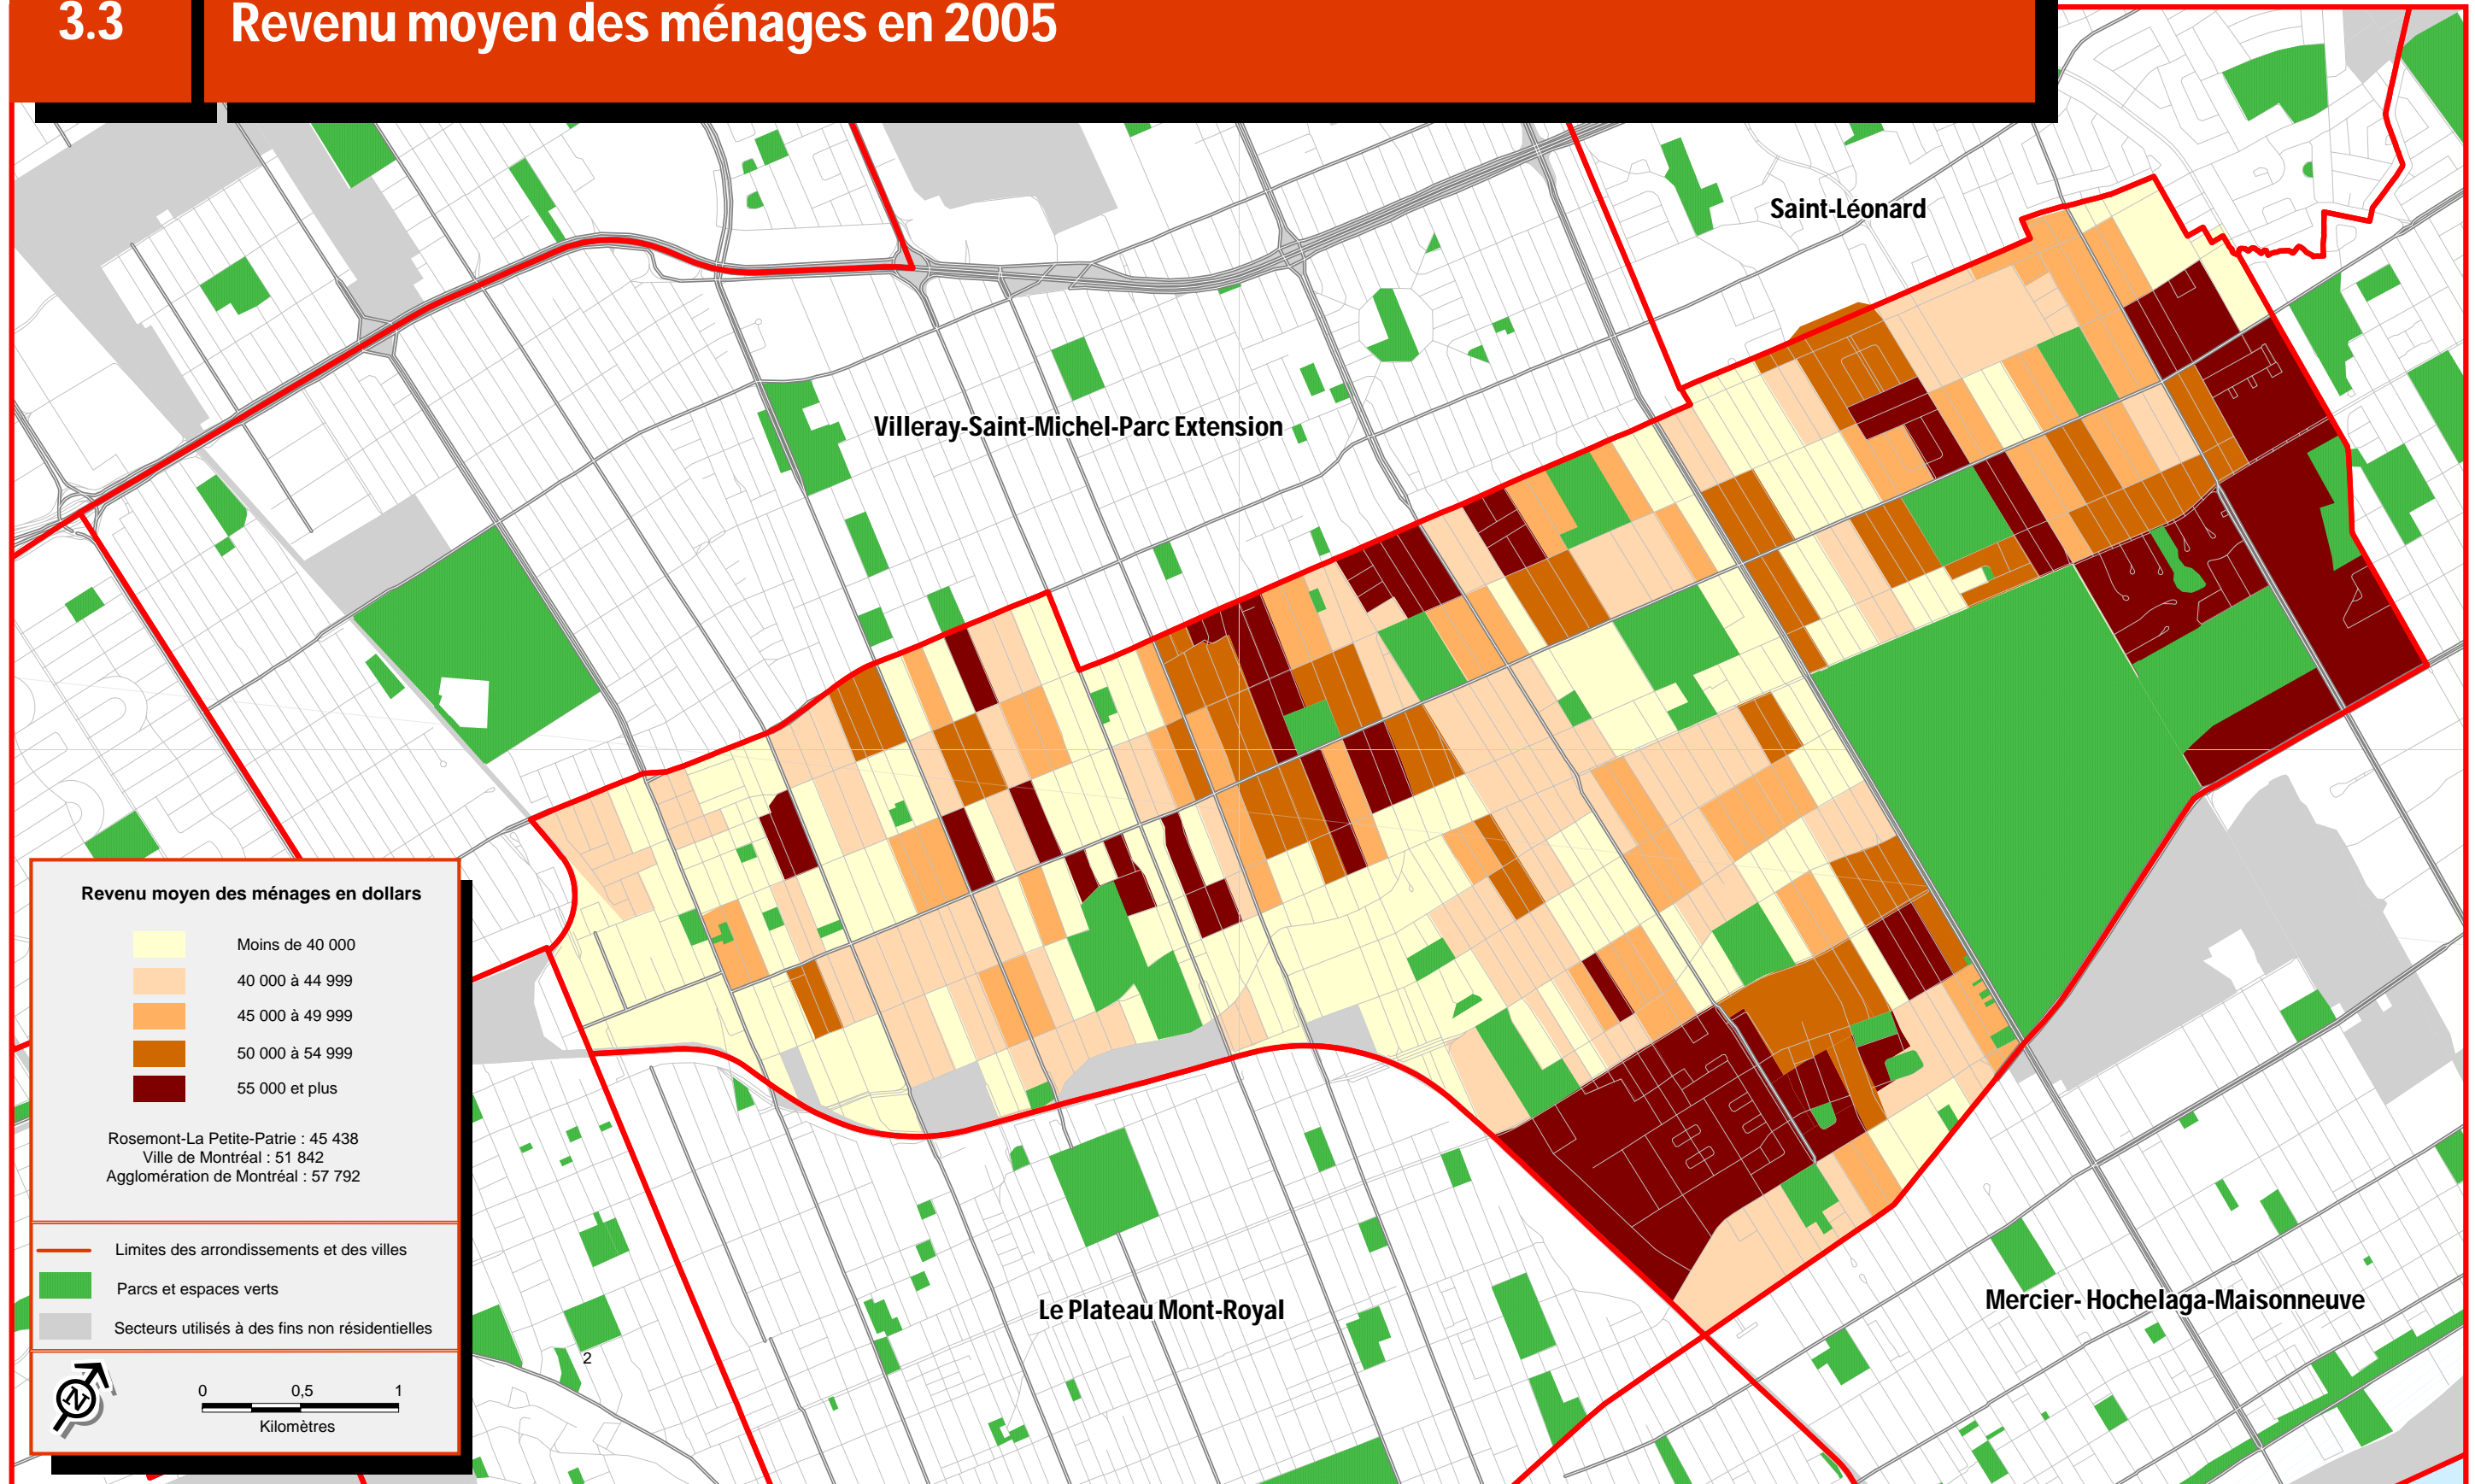 3.3
Revenu moyen des ménages en 2005
Saint-Léonard
Villeray-Saint-Michel-Parc Extension
Revenu moyen des ménages en dollars
Moins de 40 000
40 000 à 44 999
45 000 à 49 999
50 000 à 54 999
55 000 et plus
Rosemont-La Petite-Patrie : 45 438
Ville de Montréal : 51 842
Agglomération de Montréal : 57 792
Limites des arrondissements et des villes
Parcs et espaces verts
Secteurs utilisés à des fins non résidentielles
N
0 0,5 1
Kilomètres
2
Le Plateau Mont-Royal
Mercier- Hochelaga-Maisonneuve